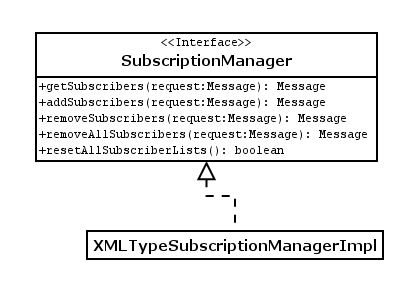 <<Interface>>
SubscriptionManager
+getSubscribers(request:Message): Message
+addSubscribers(request:Message): Message
+removeSubscribers(request:Message): Message
+removeAllSubscribers(request:Message): Message
+resetAllSubscriberLists(): boolean
XMLTypeSubscriptionManagerImpl